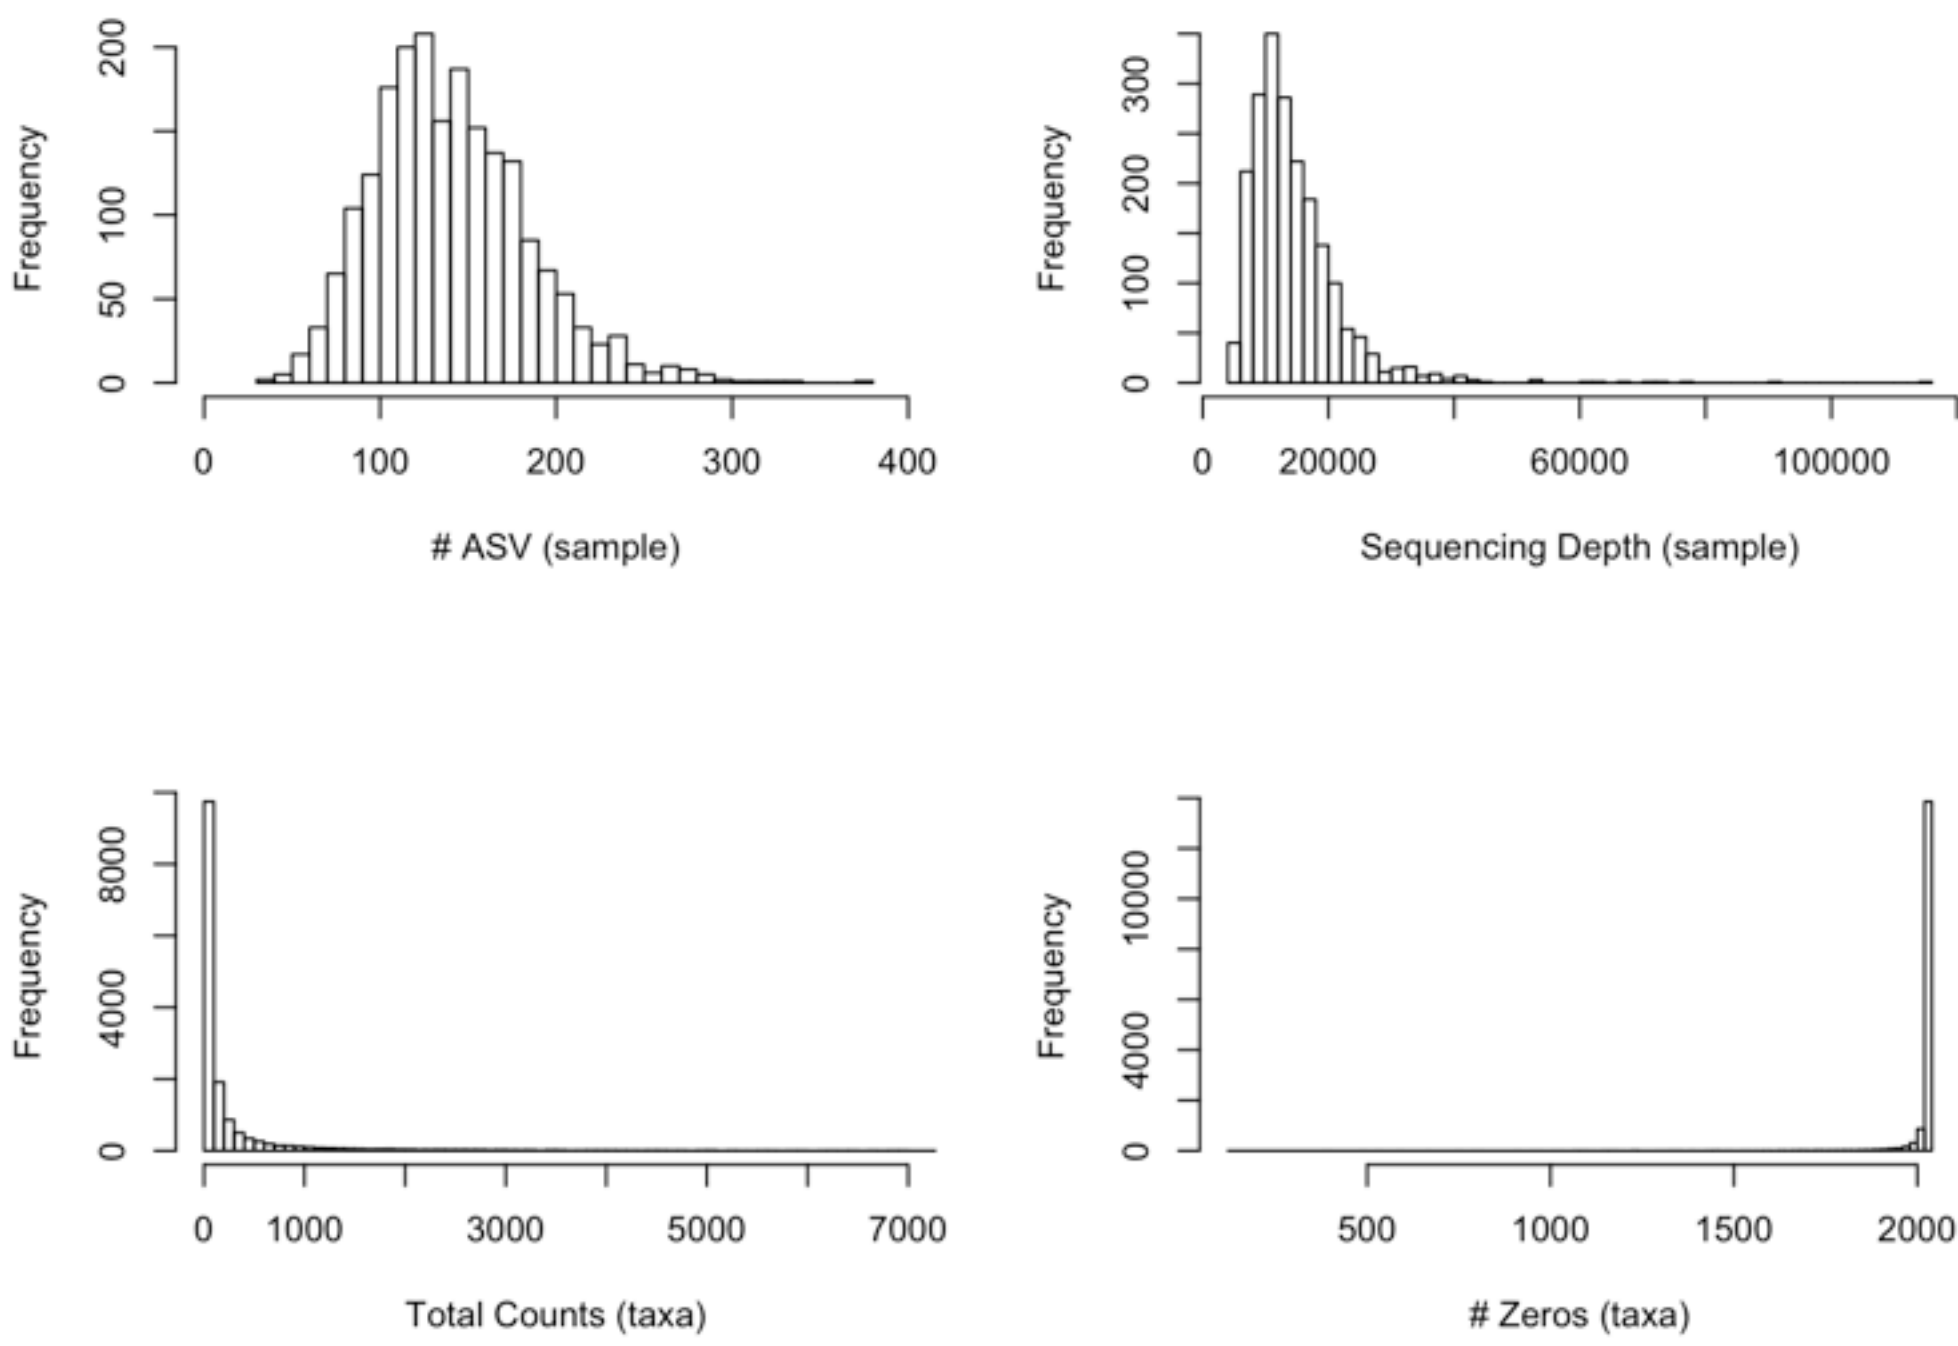 Frequency
0 50 100 200
0 100 200 300 400
# ASV (sample)
Frequency
0 100 200 300
0 20000 60000 100000
Sequencing Depth (sample)
Frequency
0 4000 8000
0 1000 3000 5000 7000
Total Counts (taxa)
Frequency
0 4000 10000
500 1000 1500 2000
# Zeros (taxa)